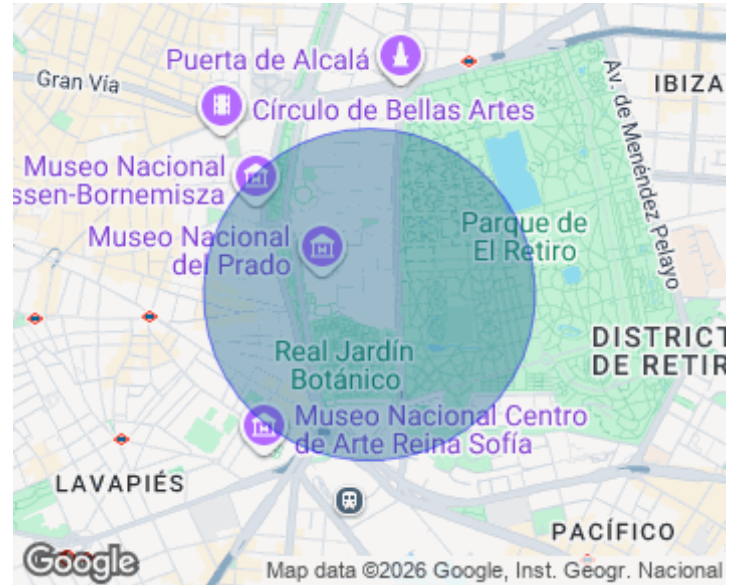 Puerta de Alcalá
Gran Vía
Círculo de Bellas Artes
IBIZA
Av. de Menéndez Pelayo
Museo Nacional
ssen-Bornemisza
Museo Nacional
del Prado
Parque de
El Retiro
DISTRICT
DE RETIR
Real Jardín
Botánico
Museo Nacional Centro
de Arte Reina Sofía
LAVAPIÉS
PACÍFICO
Google
Map data ©2026 Google, Inst. Geogr. Nacional